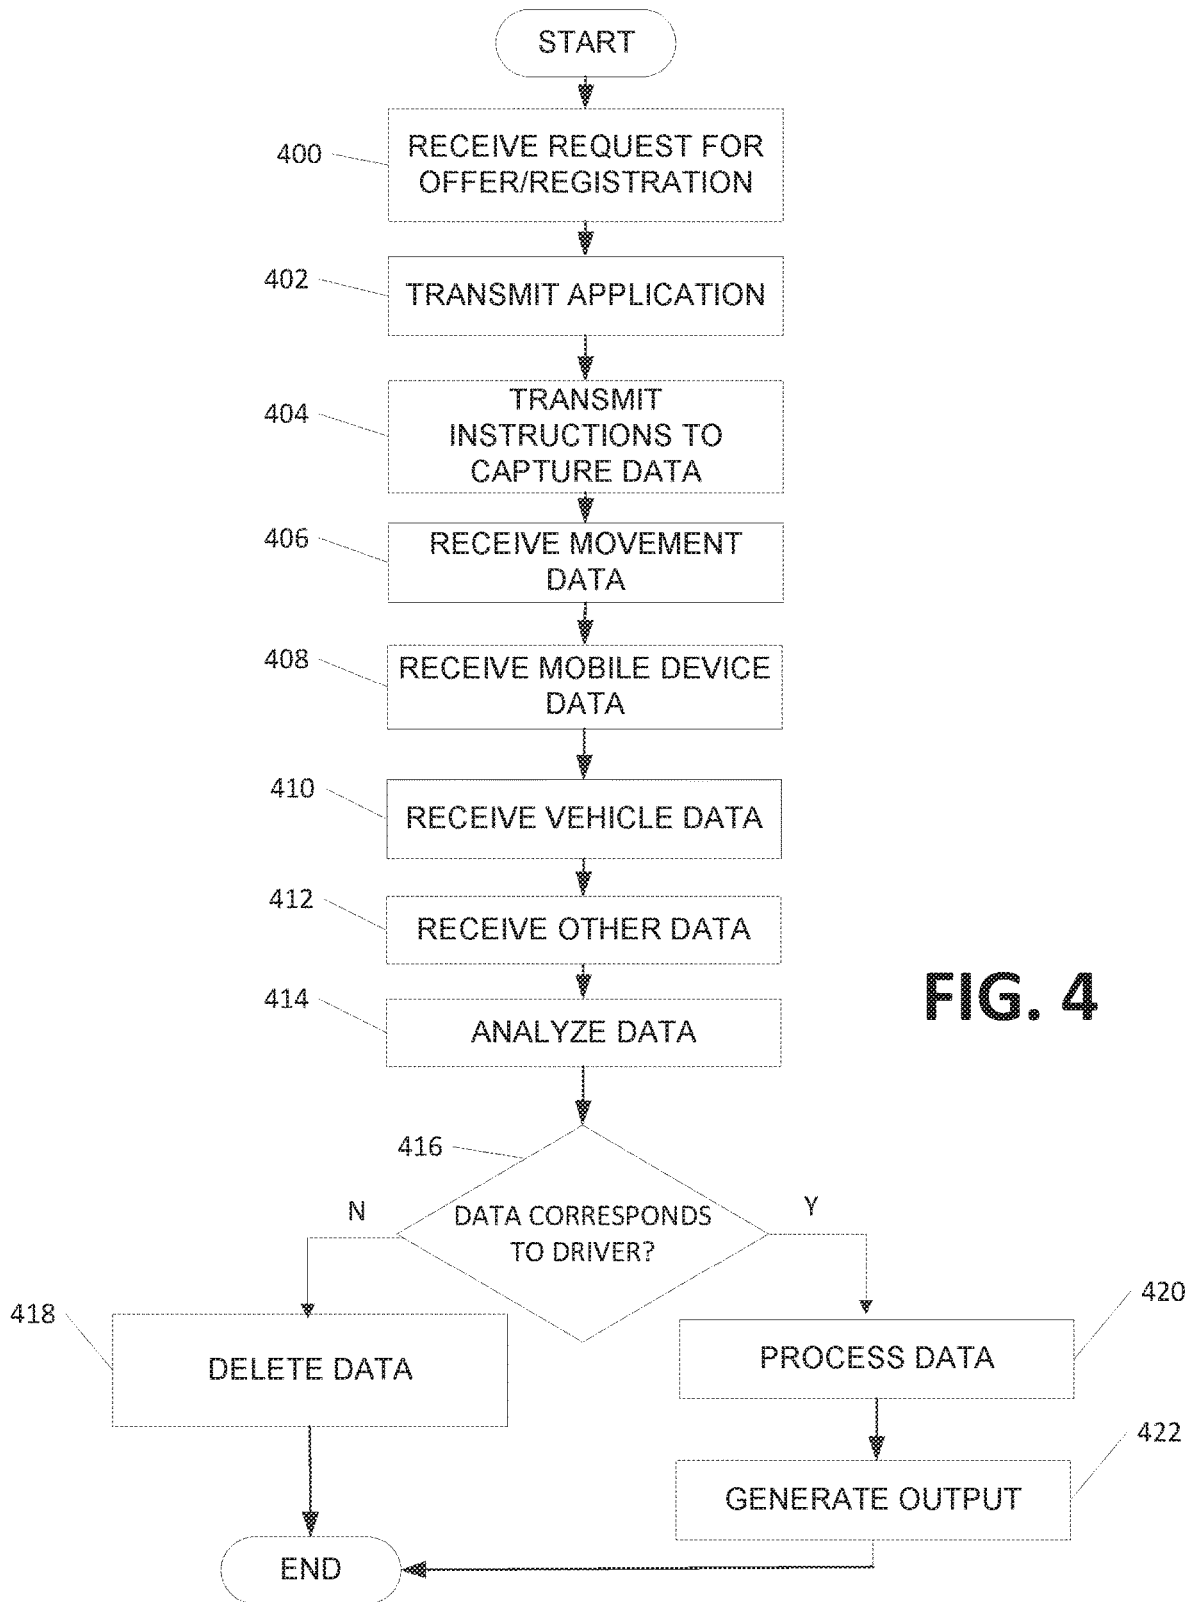 START
400
RECEIVE REQUEST FOR
OFFER/REGISTRATION
402
TRANSMIT APPLICATION
404
TRANSMIT
INSTRUCTIONS TO
CAPTURE DATA
406
RECEIVE MOVEMENT
DATA
408
RECEIVE MOBILE DEVICE
DATA
410
RECEIVE VEHICLE DATA
412
RECEIVE OTHER DATA
414
ANALYZE DATA
FIG. 4
416
N
DATA CORRESPONDS
TO DRIVER?
Y
418
DELETE DATA
420
PROCESS DATA
422
GENERATE OUTPUT
END